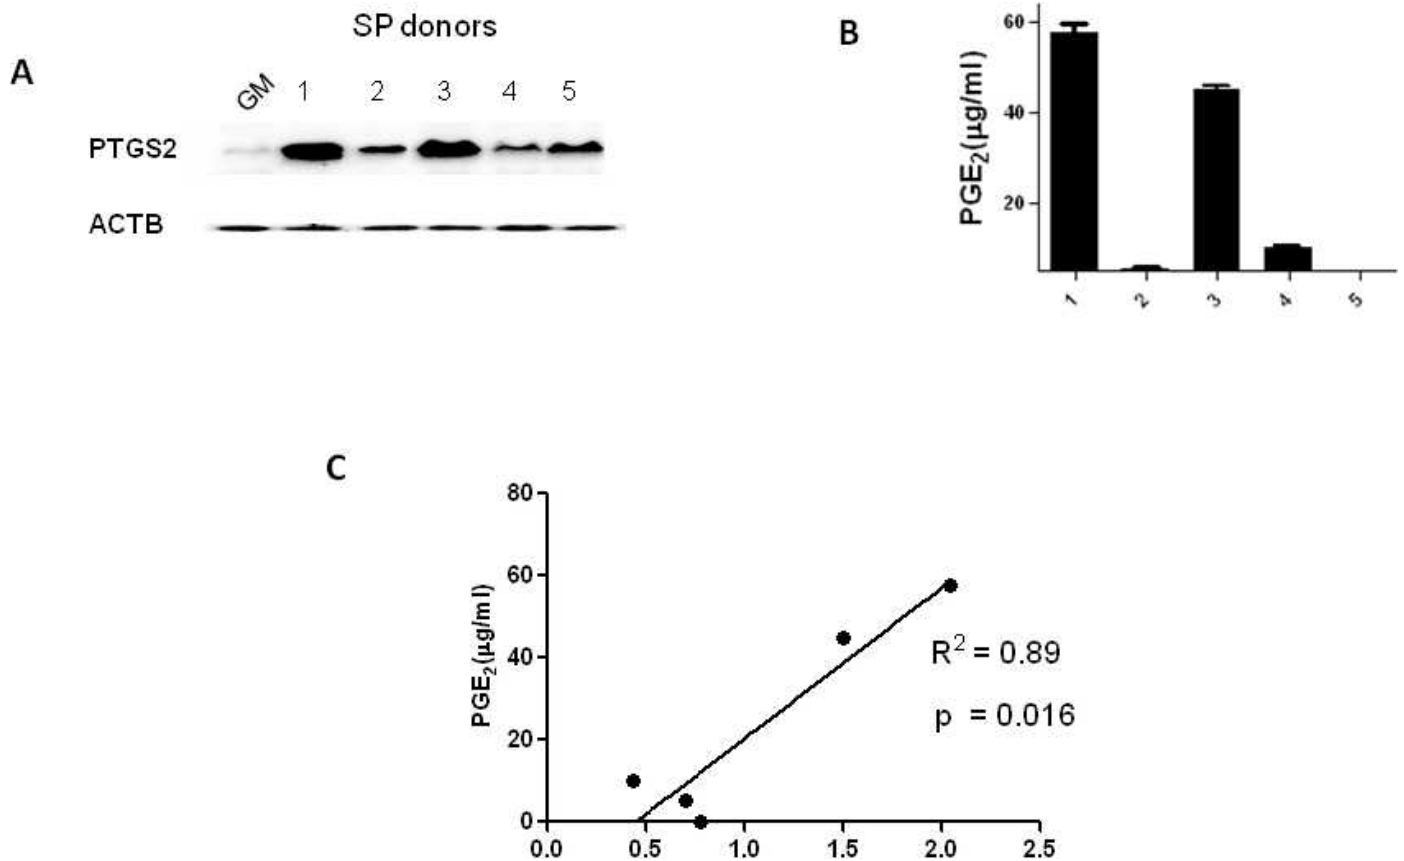 SP donors
A
GM 1 2 3 4 5
PTGS2
ACTB
B
PGE₂(μg/ml)
60
40
20
1 2 3 4 5
C
PGE₂(μg/ml)
80
60
40
20
0
0.0 0.5 1.0 1.5 2.0 2.5
R² = 0.89
p = 0.016